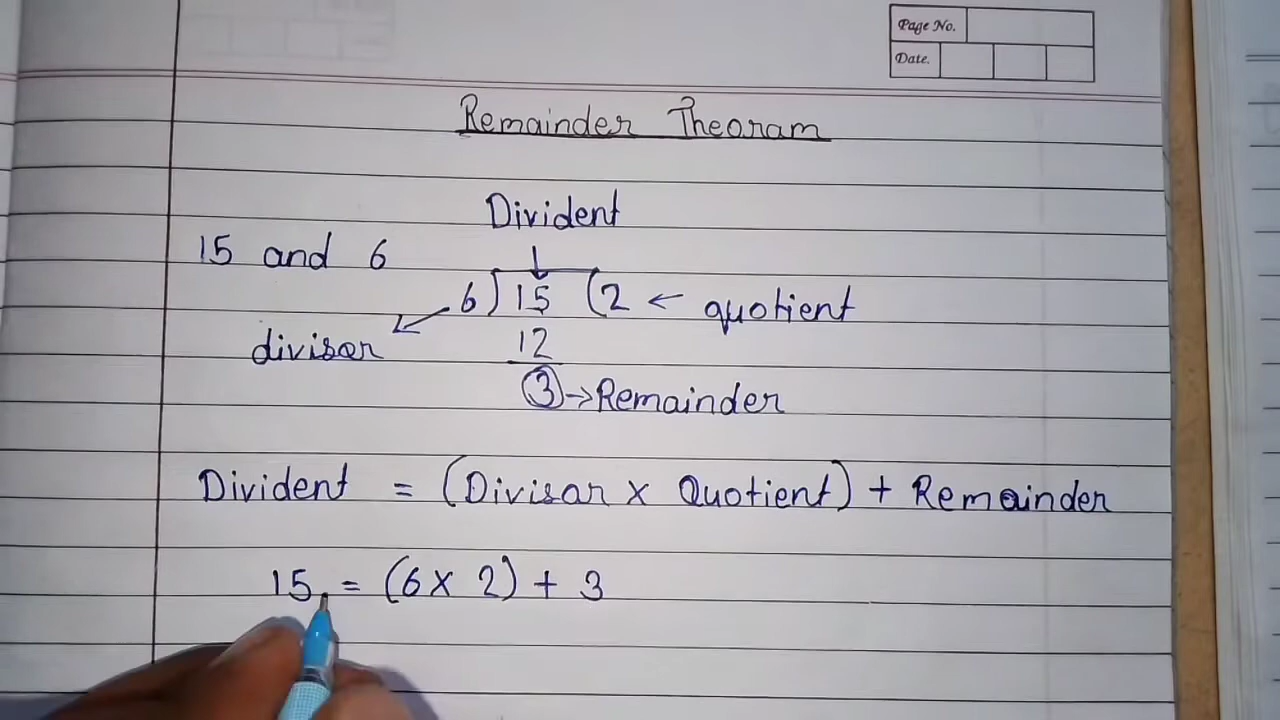 Page No.
Date.
Remainder Theoram
Divident
↓
15 and 6
6) 15 (2 ← quotient
divisor
12
3 → Remainder
Divident = (Divisor x Quotient) + Remainder
15 = (6 x 2) + 3